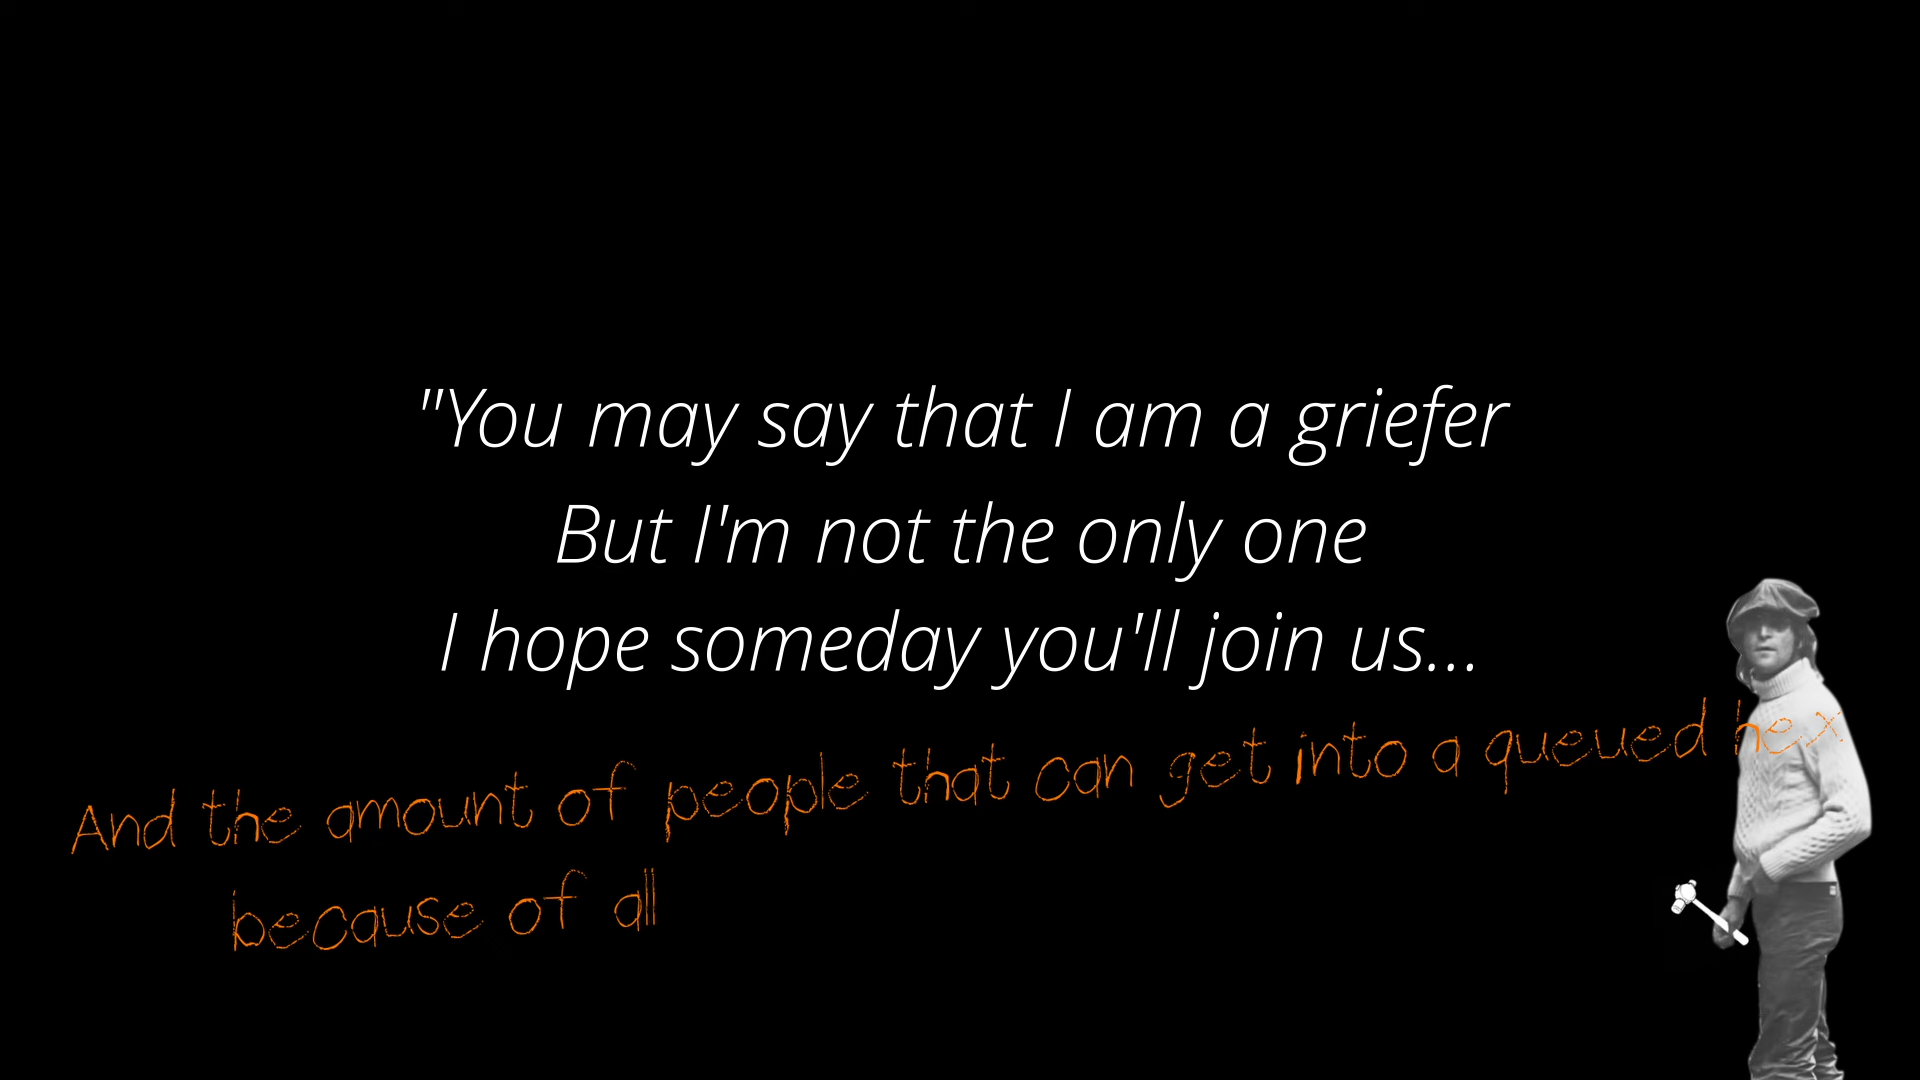 "You may say that I am a griefer
But I'm not the only one
I hope someday you'll join us...
And the amount of people that can get into a queued hex
because of all